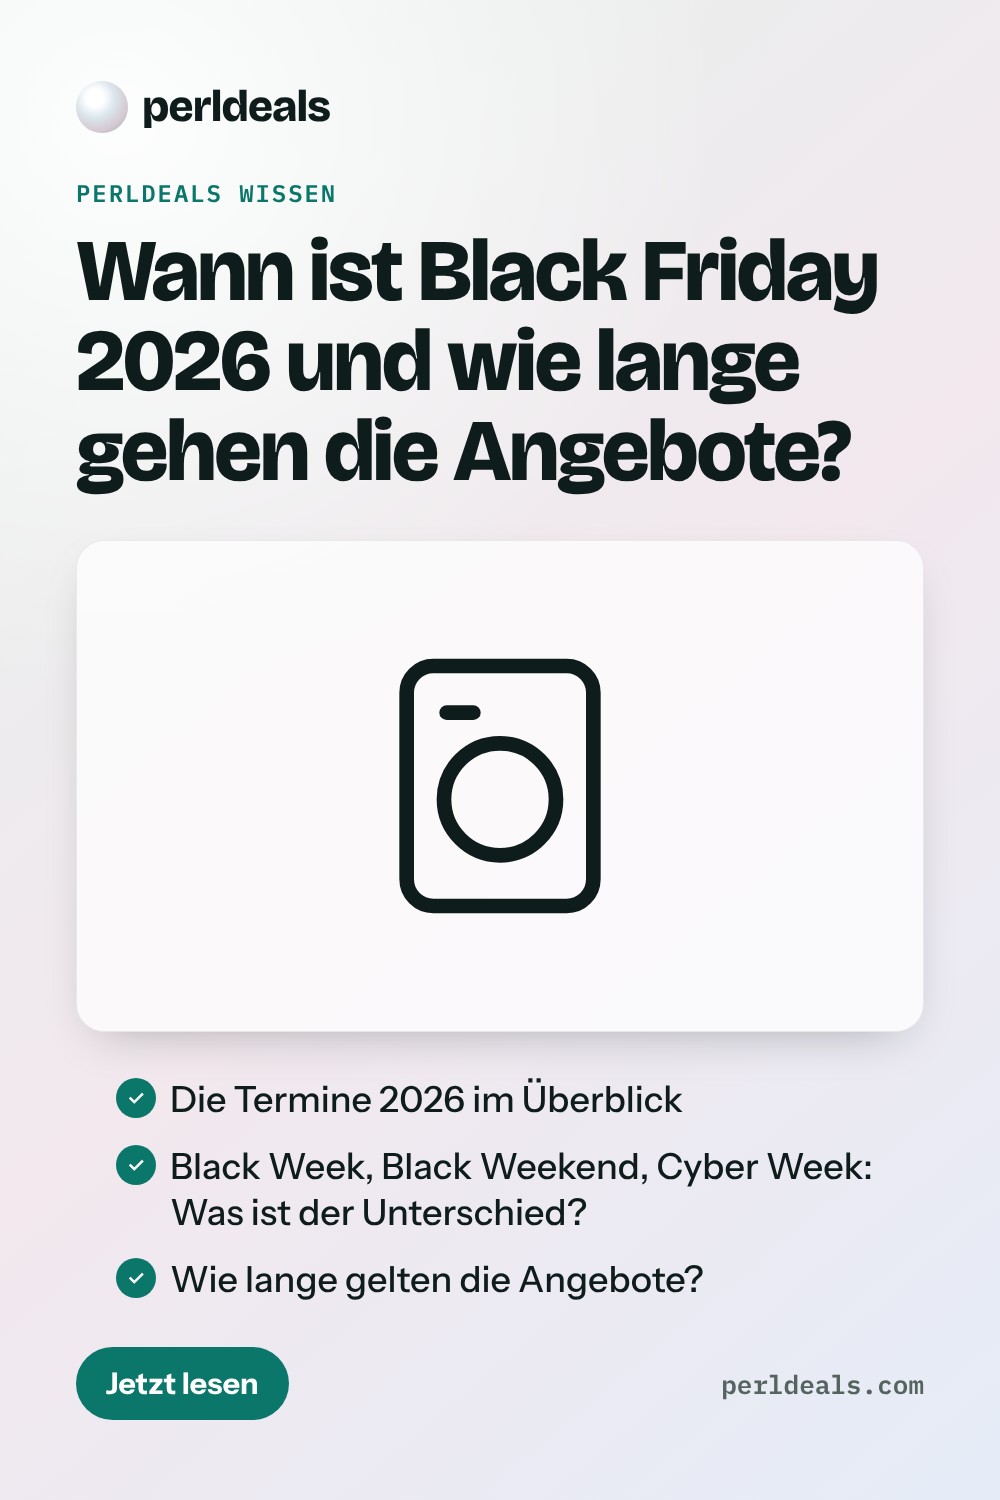 perldeals
PERLDEALS WISSEN
Wann ist Black Friday
2026 und wie lange
gehen die Angebote?
Die Termine 2026 im Überblick
Black Week, Black Weekend, Cyber Week:
Was ist der Unterschied?
Wie lange gelten die Angebote?
Jetzt lesen
perldeals.com